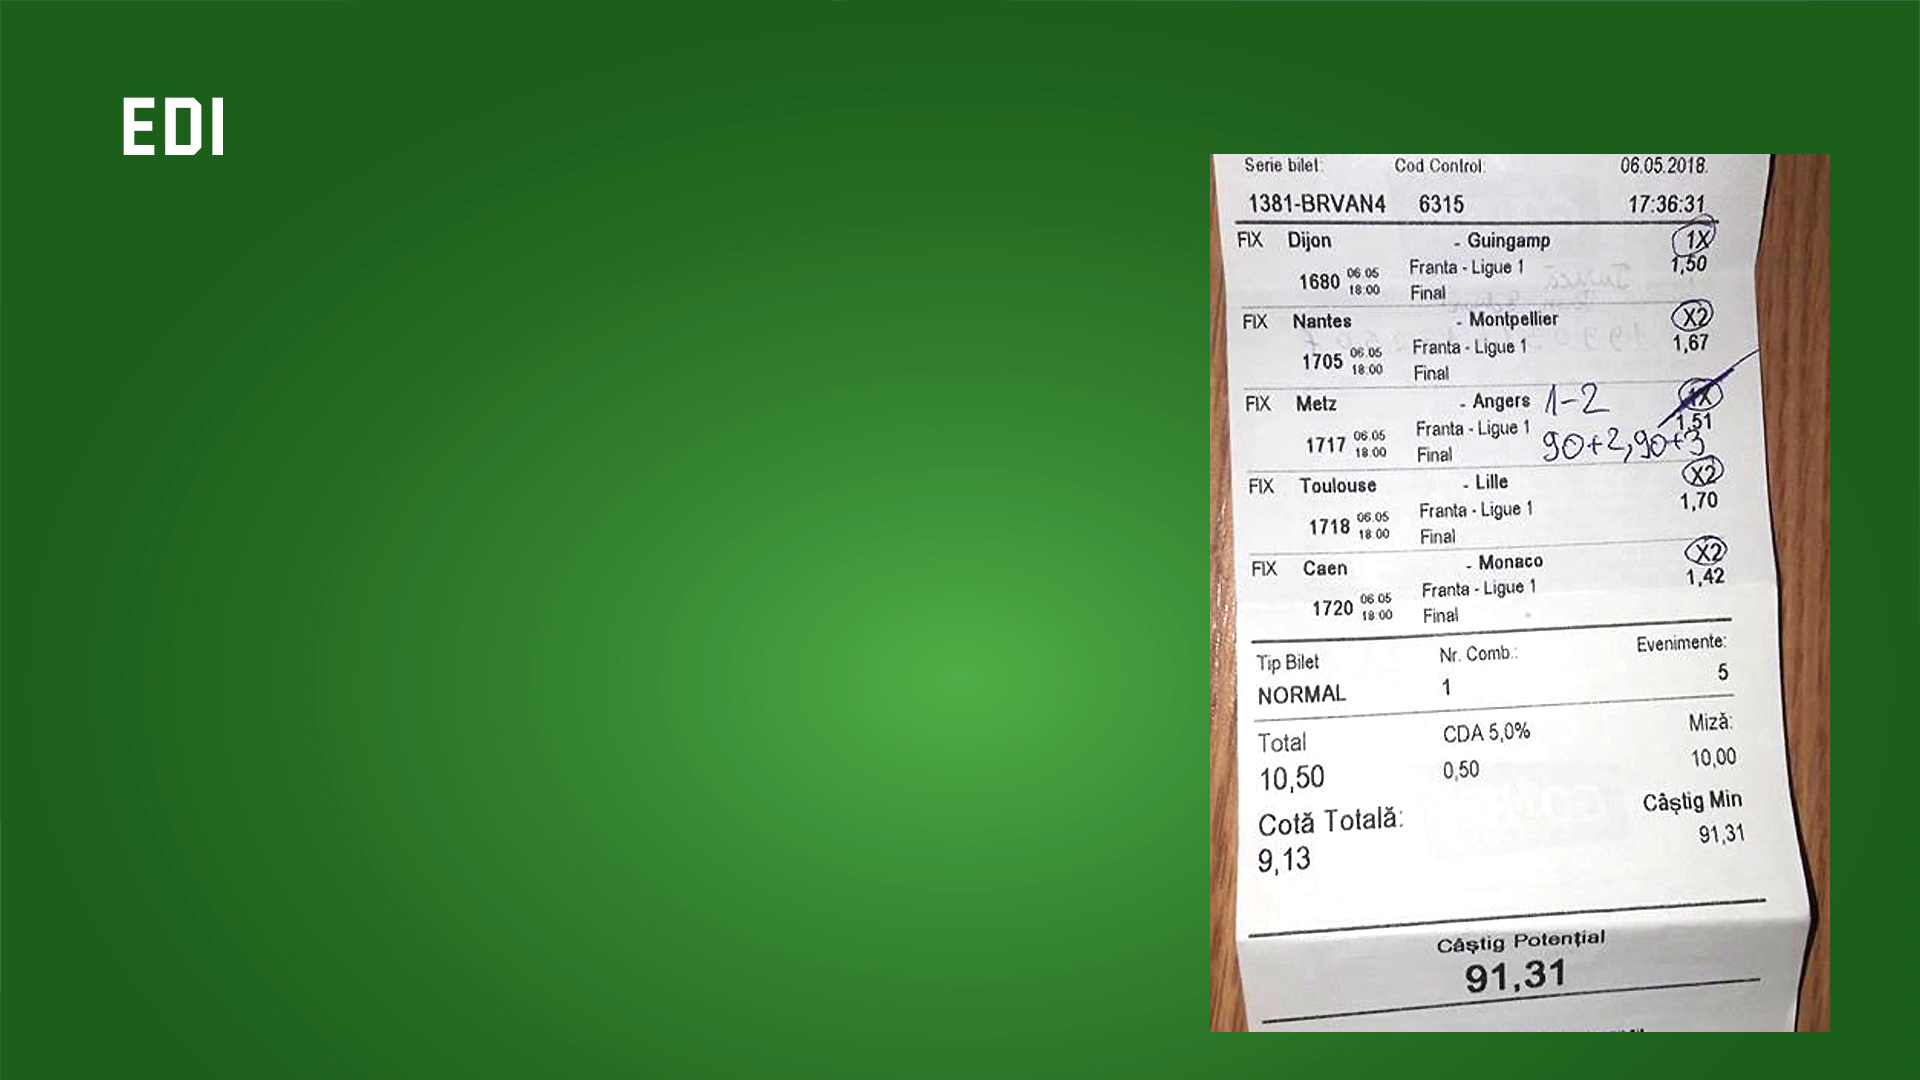 EDI
Serie bilet: Cod Control: 06.05.2018.
1381-BRVAN4 6315 17:36:31
FIX Dijon - Guingamp 1X
1680 06.05 18:00 Franta - Ligue 1 1,50
Final
FIX Nantes - Montpellier X2
1705 06.05 18:00 Franta - Ligue 1 1,67
Final
FIX Metz - Angers 1-2 1X
1717 06.05 18:00 Franta - Ligue 1 1,51
Final 90+2, 90+3
FIX Toulouse - Lille X2
1718 06.05 18:00 Franta - Ligue 1 1,70
Final
FIX Caen - Monaco X2
1720 06.05 18:00 Franta - Ligue 1 1,42
Final
Tip Bilet Nr. Comb.: Evenimente:
NORMAL 1 5
Total CDA 5,0% Miză:
10,50 0,50 10,00
Cotă Totală: Câștig Min
9,13 91,31
Câștig Potențial
91,31